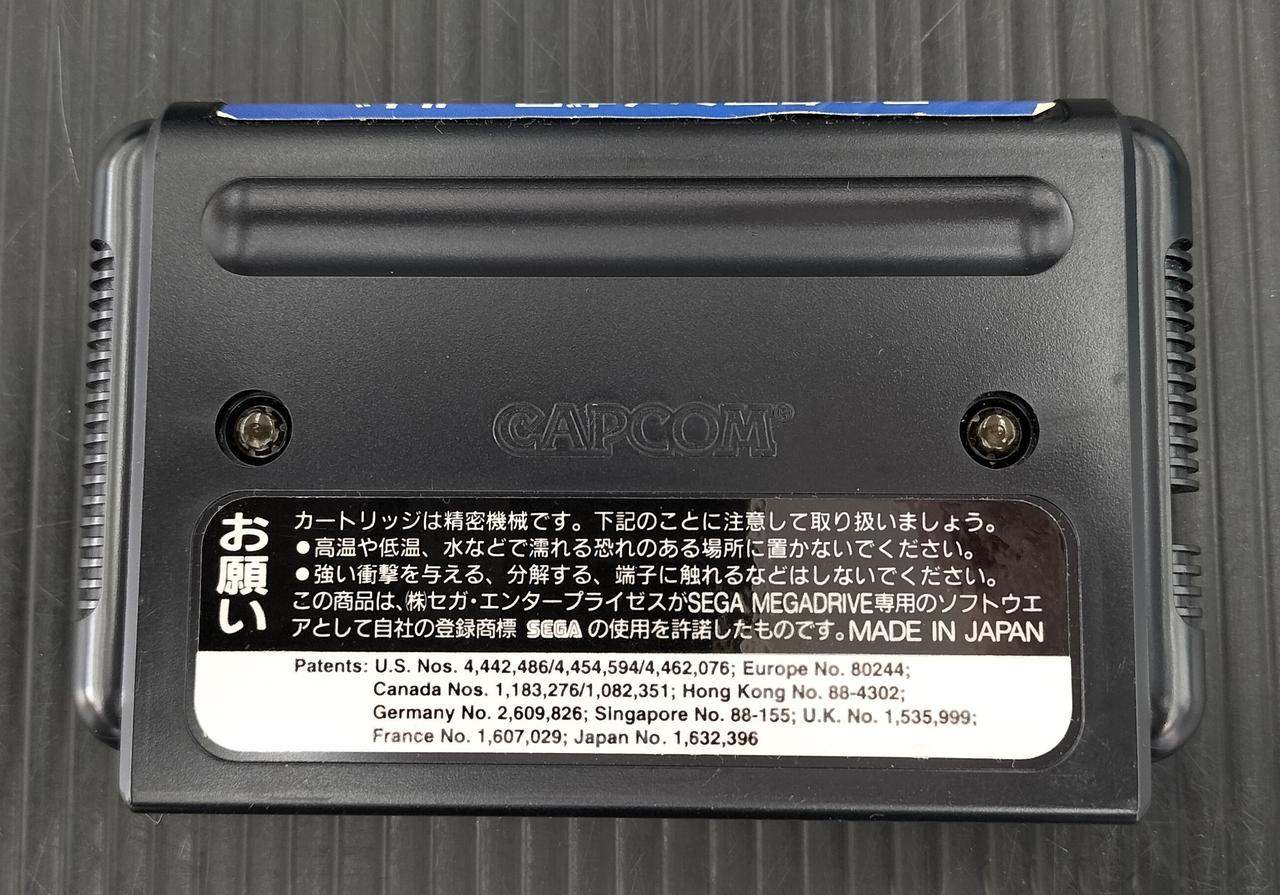 CAPCOM®
お願い
カートリッジは精密機械です。下記のことに注意して取り扱いましょう。
●高温や低温、水などで濡れる恐れのある場所に置かないでください。
●強い衝撃を与える、分解する、端子に触れるなどはしないでください。
この商品は、㈱セガ・エンタープライゼスがSEGA MEGADRIVE専用のソフトウエ
アとして自社の登録商標 SEGA の使用を許諾したものです。MADE IN JAPAN
Patents: U.S. Nos. 4,442,486/4,454,594/4,462,076; Europe No. 80244;
Canada Nos. 1,183,276/1,082,351; Hong Kong No. 88-4302;
Germany No. 2,609,826; Singapore No. 88-155; U.K. No. 1,535,999;
France No. 1,607,029; Japan No. 1,632,396